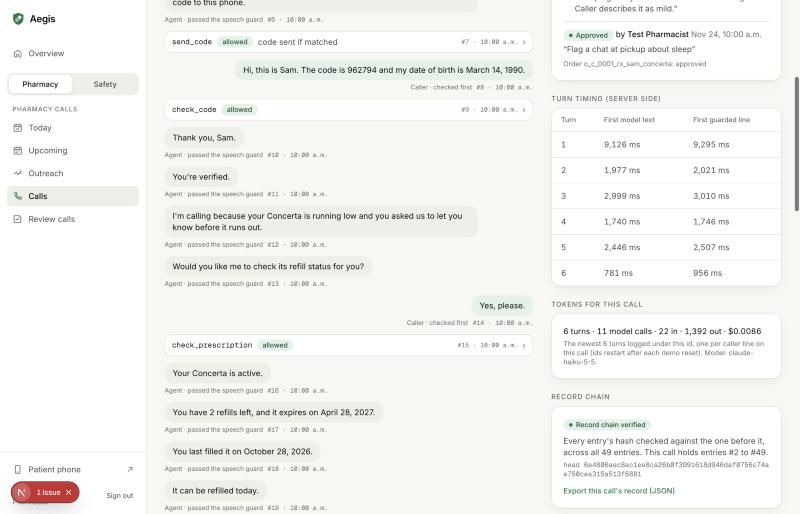 Aegis
Overview
Pharmacy
Safety
PHARMACY CALLS
Today
Upcoming
Outreach
Calls
Review calls
Patient phone
N
1 Issue
Sign out
code to this phone.
Agent · passed the speech guard #6 · 10:00 a.m.
send_code allowed code sent if matched #7 · 10:00 a.m.
Hi, this is Sam. The code is 962794 and my date of birth is March 14, 1990.
Caller · checked first #8 · 10:00 a.m.
check_code allowed #9 · 10:00 a.m.
Thank you, Sam.
Agent · passed the speech guard #10 · 10:00 a.m.
You're verified.
Agent · passed the speech guard #11 · 10:00 a.m.
I'm calling because your Concerta is running low and you asked us to let you
know before it runs out.
Agent · passed the speech guard #12 · 10:00 a.m.
Would you like me to check its refill status for you?
Agent · passed the speech guard #13 · 10:00 a.m.
Yes, please.
Caller · checked first #14 · 10:00 a.m.
check_prescription allowed #15 · 10:00 a.m.
Your Concerta is active.
Agent · passed the speech guard #16 · 10:00 a.m.
You have 2 refills left, and it expires on April 28, 2027.
Agent · passed the speech guard #17 · 10:00 a.m.
You last filled it on October 28, 2026.
Agent · passed the speech guard #18 · 10:00 a.m.
It can be refilled today.
Agent · passed the speech guard #19 · 10:00 a.m.
Caller describes it as mild."
Approved by Test Pharmacist Nov 24, 10:00 a.m.
"Flag a chat at pickup about sleep"
Order o_c_0001_rx_sam_concerta: approved
TURN TIMING (SERVER SIDE)
Turn First model text First guarded line
1 9,126 ms 9,295 ms
2 1,977 ms 2,021 ms
3 2,999 ms 3,010 ms
4 1,740 ms 1,746 ms
5 2,446 ms 2,507 ms
6 781 ms 956 ms
TOKENS FOR THIS CALL
6 turns · 11 model calls · 22 in · 1,392 out · $0.0086
The newest 6 turns logged under this id, one per caller line on
this call (ids restart after each demo reset). Model: claude-
haiku-5-5.
RECORD CHAIN
Record chain verified
Every entry's hash checked against the one before it,
across all 49 entries. This call holds entries #2 to #49.
head 6e4806aec8ac1ee8ca26b0f3991618d946daf0756c74a
e750cea315a513f6881
Export this call's record (JSON)